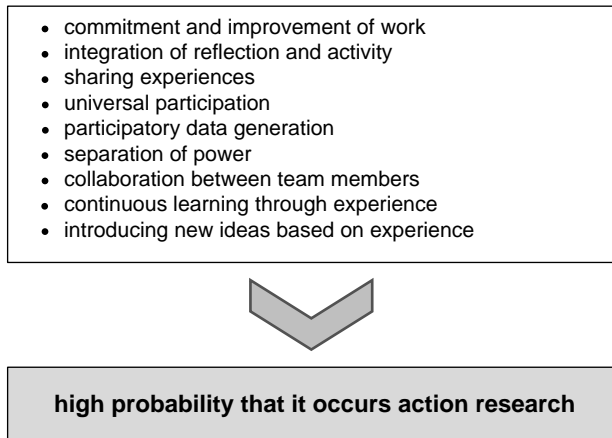 • commitment and improvement of work
• integration of reflection and activity
• sharing experiences
• universal participation
• participatory data generation
• separation of power
• collaboration between team members
• continuous learning through experience
• introducing new ideas based on experience
high probability that it occurs action research